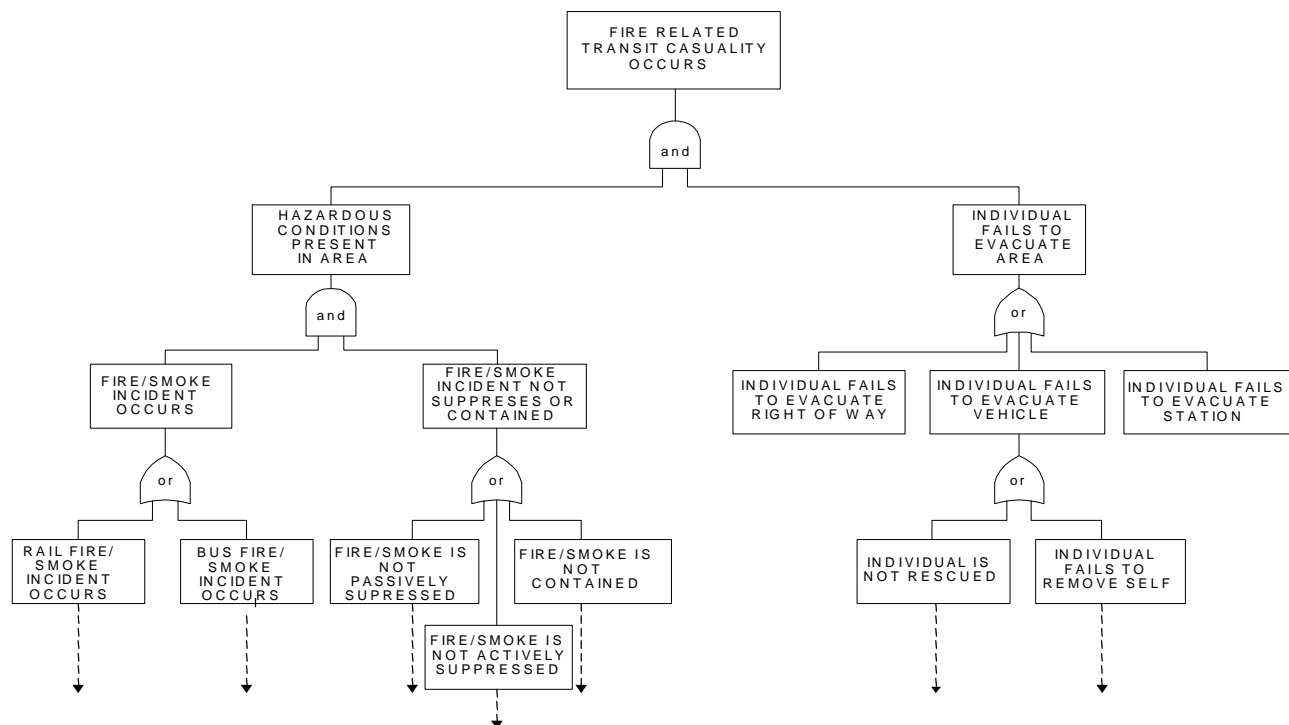 FIRE RELATED
TRANSIT CASUALITY
OCCURS
and
HAZARDOUS
CONDITIONS
PRESENT
IN AREA
INDIVIDUAL
FAILS TO
EVACUATE
AREA
and
or
FIRE/SMOKE
INCIDENT
OCCURS
FIRE/SMOKE
INCIDENT NOT
SUPPRESES OR
CONTAINED
INDIVIDUAL FAILS
TO EVACUATE
RIGHT OF WAY
INDIVIDUAL FAILS
TO EVACUATE
VEHICLE
INDIVIDUAL FAILS
TO EVACUATE
STATION
or
or
or
RAIL FIRE/
SMOKE
INCIDENT
OCCURS
BUS FIRE/
SMOKE
INCIDENT
OCCURS
FIRE/SMOKE IS
NOT
PASSIVELY
SUPRESSED
FIRE/SMOKE IS
NOT
CONTAINED
INDIVIDUAL IS
NOT RESCUED
INDIVIDUAL
FAILS TO
REMOVE SELF
FIRE/SMOKE IS
NOT ACTIVELY
SUPPRESSED